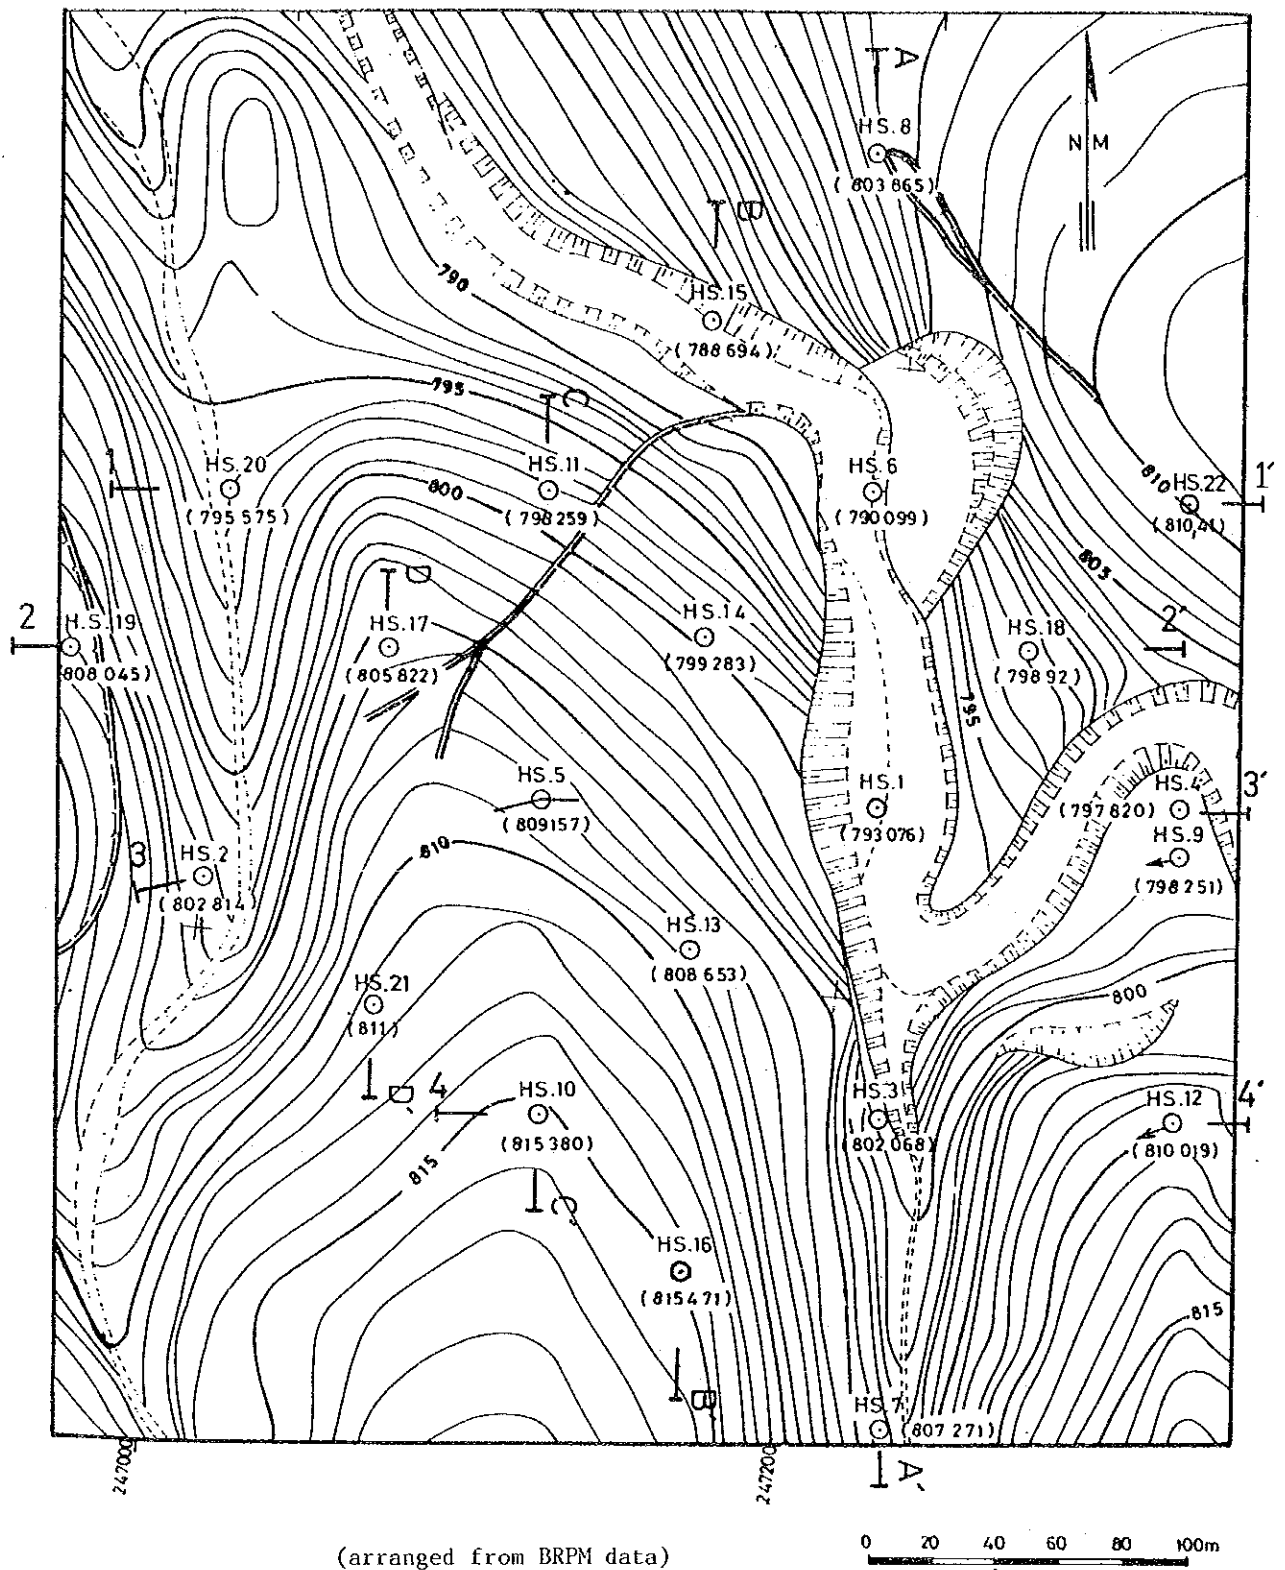 A
HS.8
(803 865)
N M
B
HS.15
(788 694)
790
795
C
1
HS.20
(795 575)
HS.11
(798 259)
800
HS.6
(790 099)
810
HS.22
(810,41)
1'
805
D
2
H.S.19
(808 045)
HS.17
(805 822)
HS.14
(799 283)
HS.18
(798 92)
2'
795
HS.5
(809157)
HS.1
(793 076)
HS.4
(797 820)
3'
810
HS.9
(798 251)
3
HS.2
(802 814)
HS.13
(808 653)
HS.21
(811)
800
D'
4
HS.10
(815 380)
HS.3
(802 068)
HS.12
(810 019)
4'
815
C'
HS.16
(815 471)
815
B'
HS.7
(807 271)
A'
247000
247200
(arranged from BRPM data)
0 20 40 60 80 100m